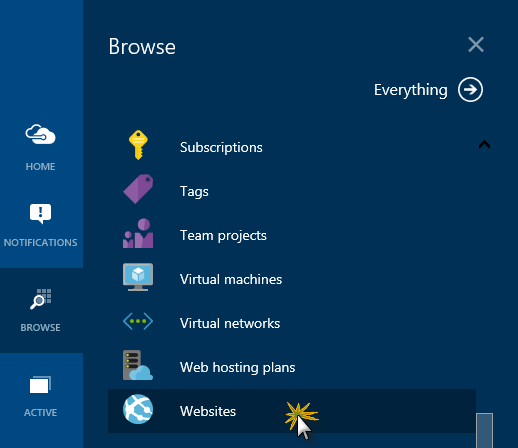 Browse
Everything
HOME
NOTIFICATIONS
BROWSE
ACTIVE
Subscriptions
Tags
Team projects
Virtual machines
Virtual networks
Web hosting plans
Websites